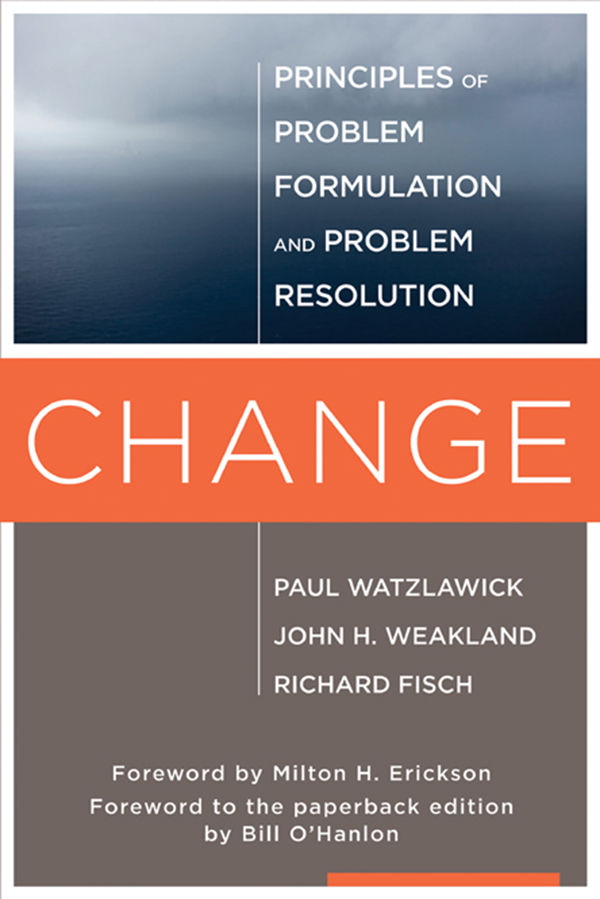 PRINCIPLES OF
PROBLEM
FORMULATION
AND PROBLEM
RESOLUTION
CHANGE
PAUL WATZLAWICK
JOHN H. WEAKLAND
RICHARD FISCH
Foreword by Milton H. Erickson
Foreword to the paperback edition
by Bill O'Hanlon